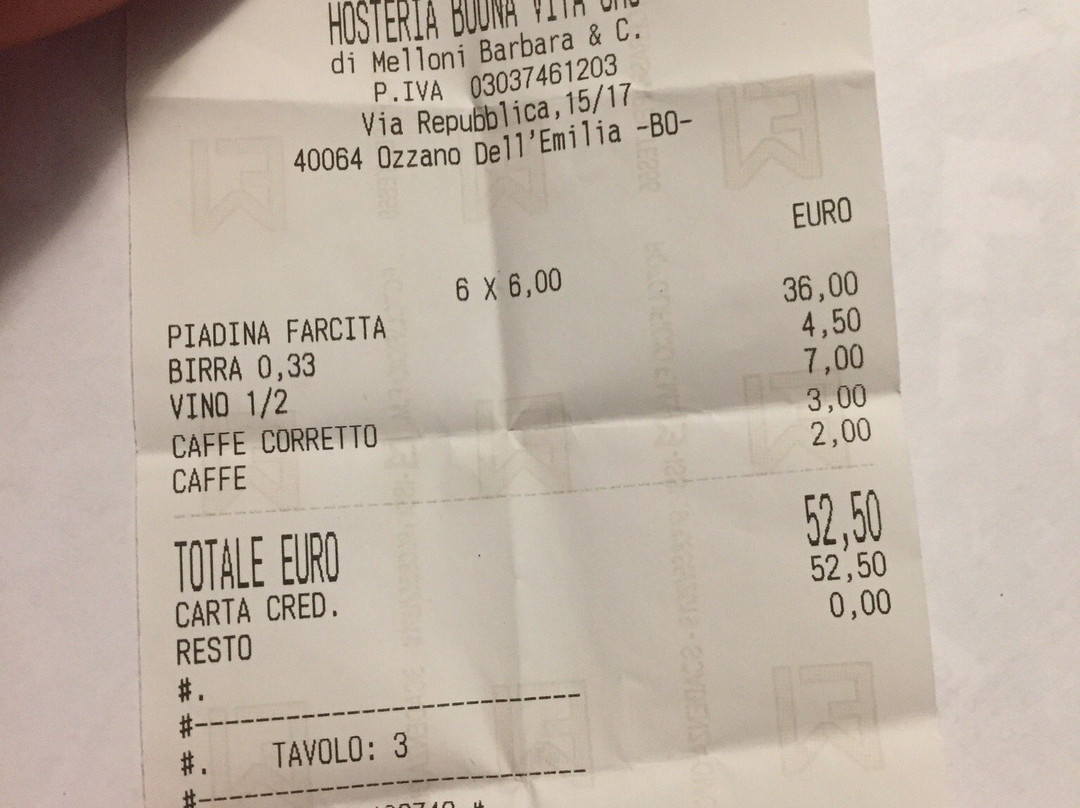 HOSTERIA BUONA VITA SAS
di Melloni Barbara & C.
P.IVA 03037461203
Via Repubblica,15/17
40064 Ozzano Dell'Emilia -BO-
EURO
6 X 6,00
PIADINA FARCITA 36,00
BIRRA 0,33 4,50
VINO 1/2 7,00
CAFFE CORRETTO 3,00
CAFFE 2,00
TOTALE EURO 52,50
CARTA CRED. 52,50
RESTO 0,00
#.
#--------------------------------
#. TAVOLO: 3
#--------------------------------